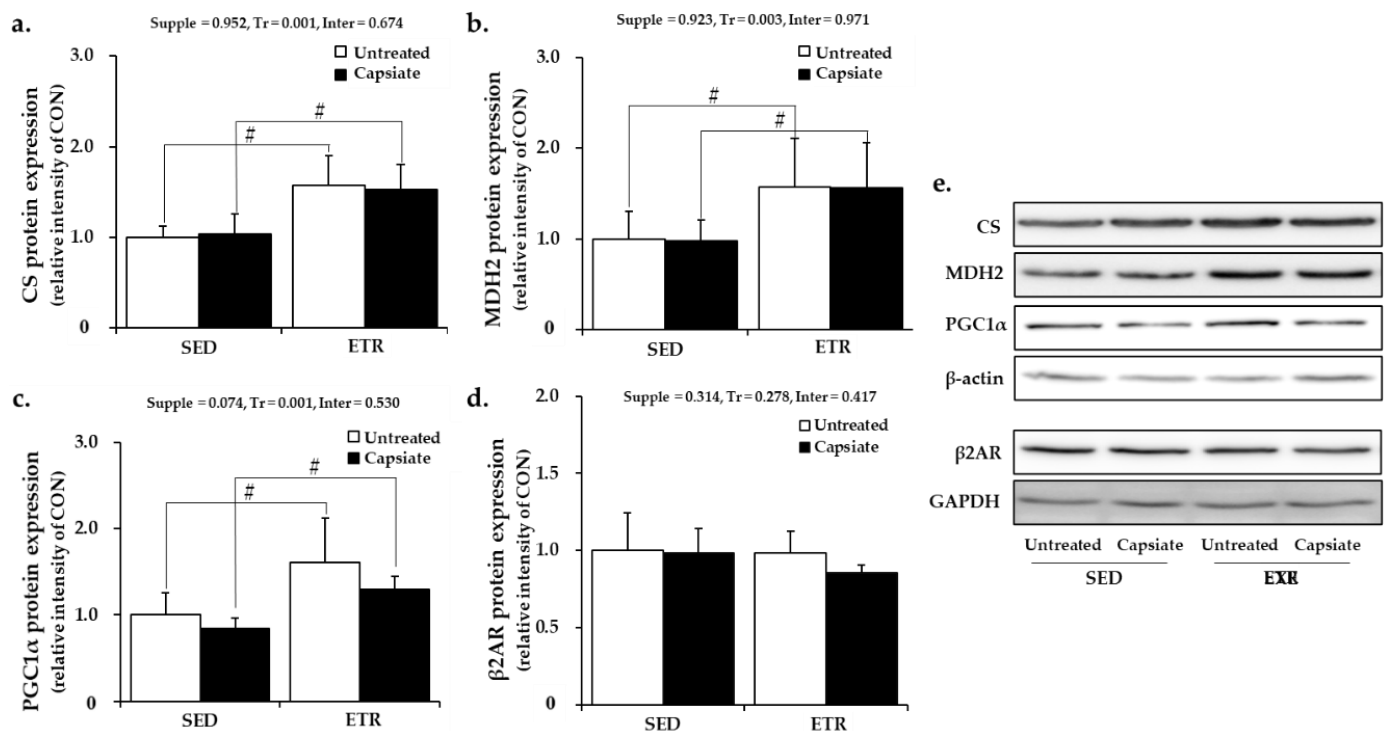 a.
Supple = 0.952, Tr = 0.001, Inter = 0.674
Untreated
Capsiate
CS protein expression
(relative intensity of CON)
3.0
2.0
1.0
0
#
#
SED
ETR
b.
Supple = 0.923, Tr = 0.003, Inter = 0.971
Untreated
Capsiate
MDH2 protein expression
(relative intensity of CON)
3.0
2.0
1.0
0
#
#
SED
ETR
c.
Supple = 0.074, Tr = 0.001, Inter = 0.530
Untreated
Capsiate
PGC1α protein expression
(relative intensity of CON)
3.0
2.0
1.0
0
#
#
SED
ETR
d.
Supple = 0.314, Tr = 0.278, Inter = 0.417
Untreated
Capsiate
β2AR protein expression
(relative intensity of CON)
2.0
1.5
1.0
0.5
0
SED
ETR
e.
CS
MDH2
PGC1α
β-actin
β2AR
GAPDH
Untreated Capsiate Untreated Capsiate
SED